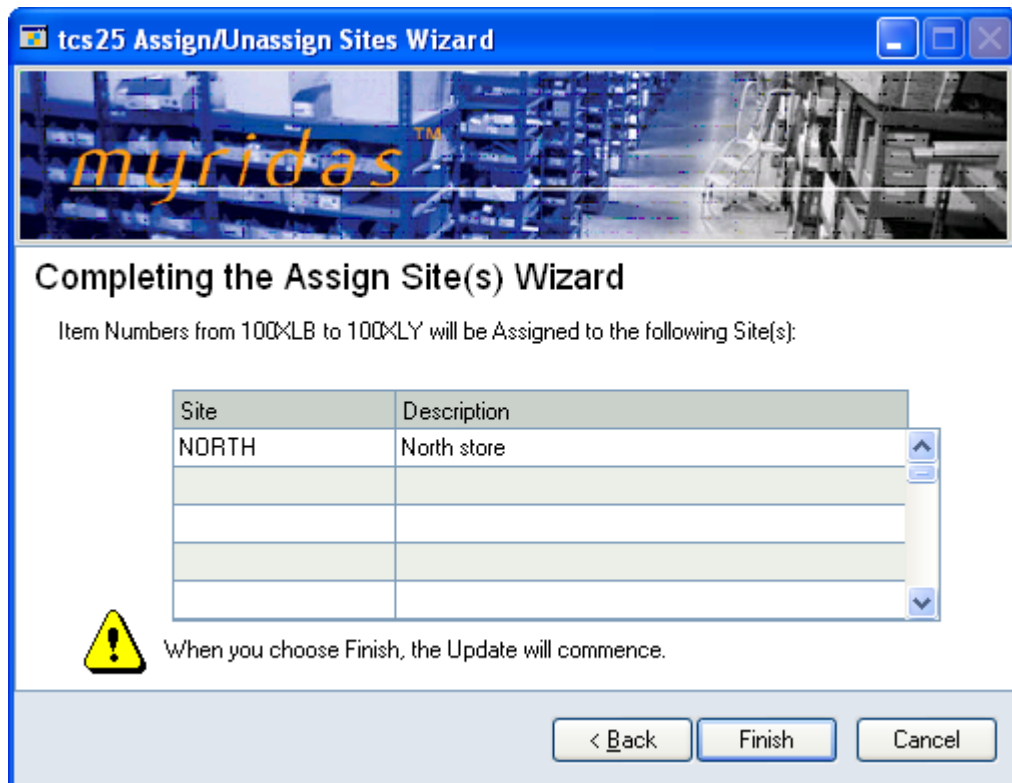 tcs25 Assign/Unassign Sites Wizard
myridas™
Completing the Assign Site(s) Wizard
Item Numbers from 100XLB to 100XLY will be Assigned to the following Site(s):
Site Description
NORTH North store
When you choose Finish, the Update will commence.
< Back Finish Cancel